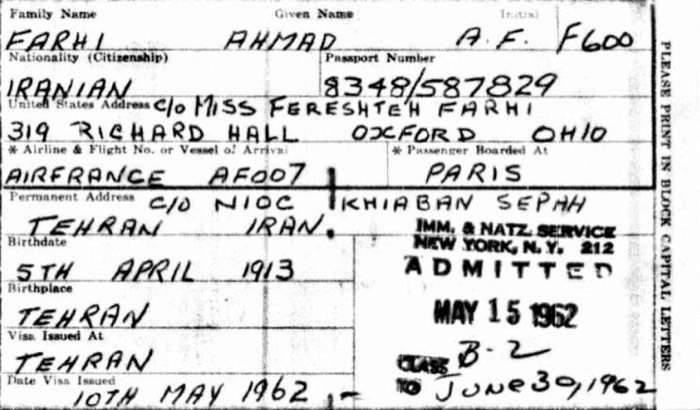 Family Name Given Name Initial
FARHI AHMAD A.F. F600
Nationality (Citizenship) Passport Number
IRANIAN 8348/587829
United States Address C/O MISS FERESHTEH FARHI
319 RICHARD HALL OXFORD OHIO
* Airline & Flight No. or Vessel of Arrival * Passenger Boarded At
AIRFRANCE AF007 PARIS
Permanent Address C/O NIOC KHIABAN SEPAH
TEHRAN IRAN.
IMM. & NATZ. SERVICE
NEW YORK, N.Y. 212
ADMITTED
MAY 15 1962
CLASS B-2
TO JUNE 30, 1962
Birthdate
5TH APRIL 1913
Birthplace
TEHRAN
Visa Issued At
TEHRAN
Date Visa Issued
10TH MAY 1962
PLEASE PRINT IN BLOCK CAPITAL LETTERS